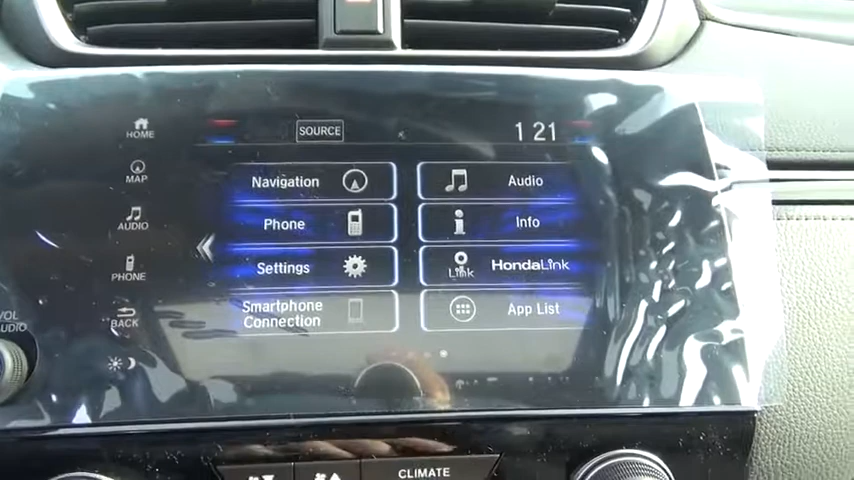 HOME
MAP
AUDIO
PHONE
BACK
SOURCE
1 21
Navigation
Audio
Phone
Info
Settings
Link
HondaLink
Smartphone
Connection
App List
VOL
AUDIO
CLIMATE